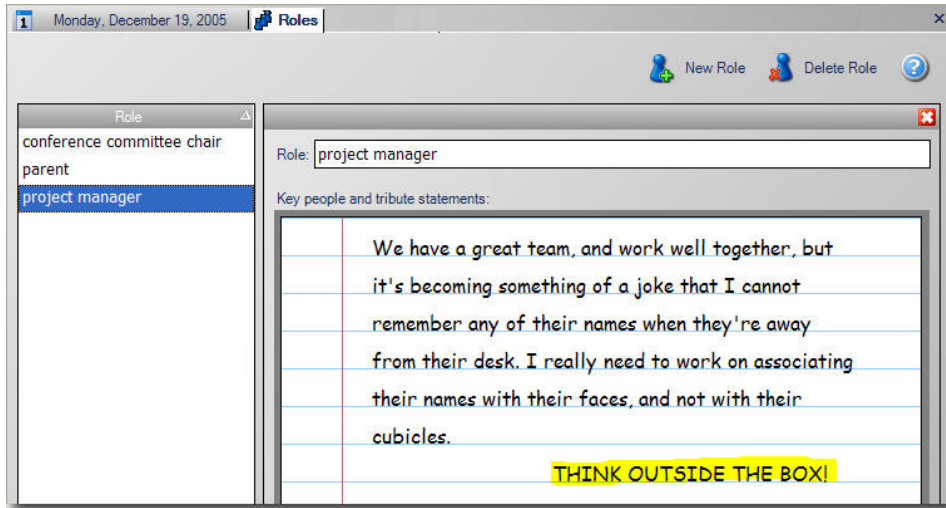 1 Monday, December 19, 2005 Roles
New Role Delete Role ?
Role
conference committee chair
parent
project manager
Role: project manager
Key people and tribute statements:
We have a great team, and work well together, but
it's becoming something of a joke that I cannot
remember any of their names when they're away
from their desk. I really need to work on associating
their names with their faces, and not with their
cubicles.
THINK OUTSIDE THE BOX!